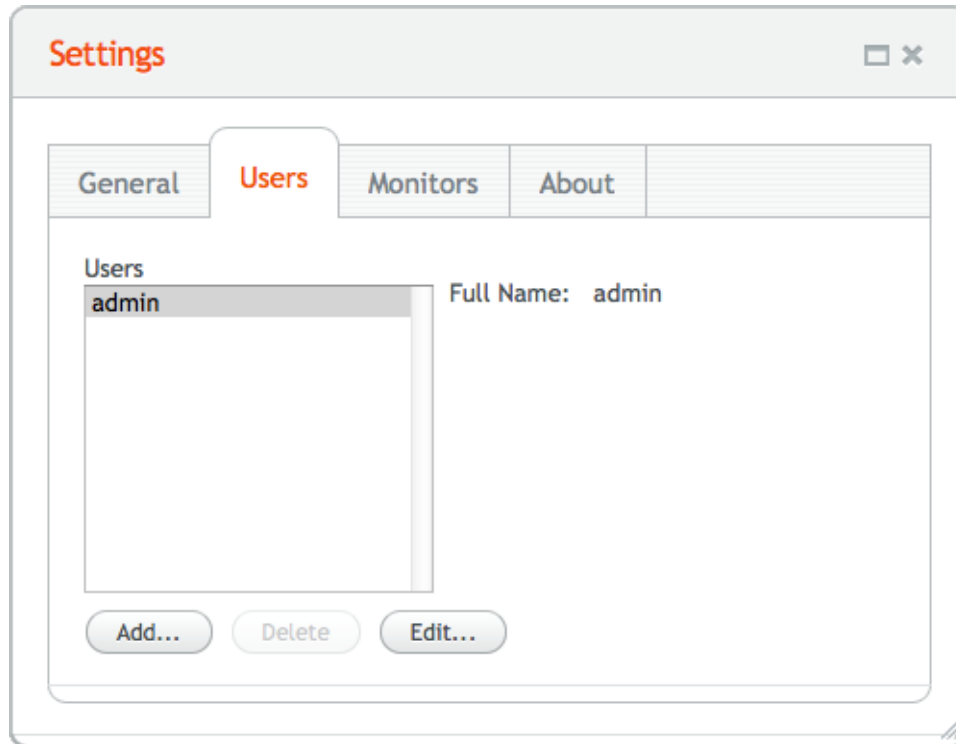 Settings
General Users Monitors About
Users
admin
Full Name: admin
Add... Delete Edit...